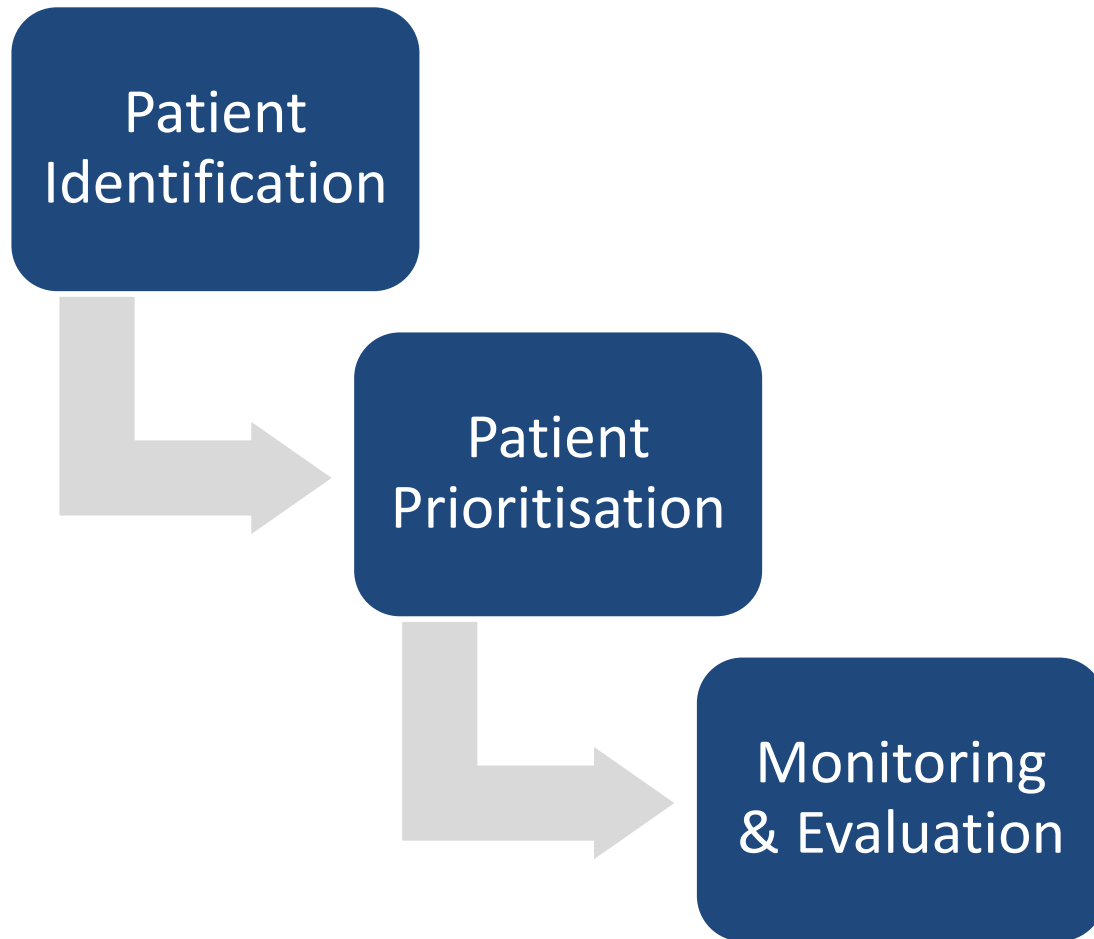 Patient
Identification
Patient
Prioritisation
Monitoring
& Evaluation